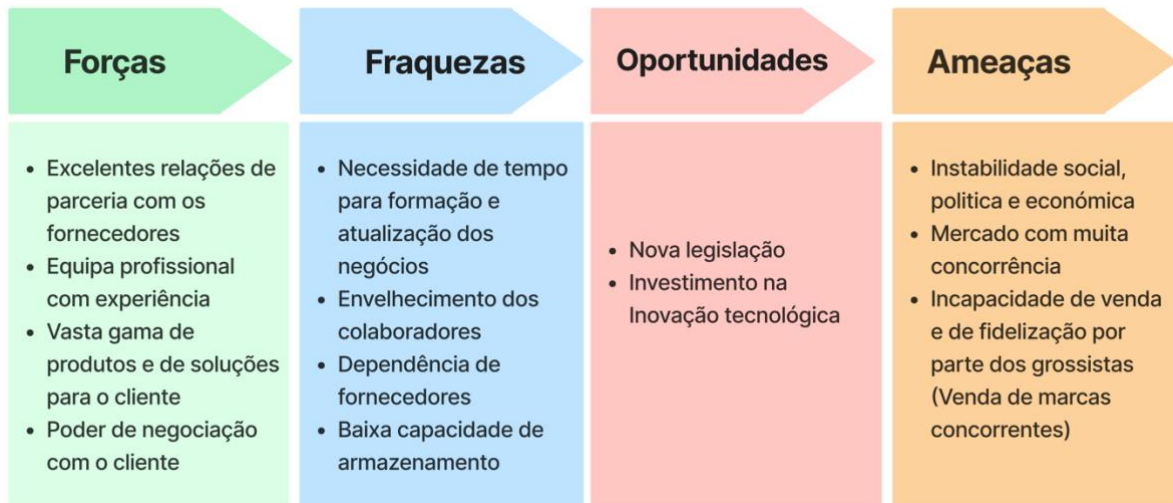 Forças
• Excelentes relações de
parceria com os
fornecedores
• Equipa profissional
com experiência
• Vasta gama de
produtos e de soluções
para o cliente
• Poder de negociação
com o cliente
Fraquezas
• Necessidade de tempo
para formação e
atualização dos
negócios
• Envelhecimento dos
colaboradores
• Dependência de
fornecedores
• Baixa capacidade de
armazenamento
Oportunidades
• Nova legislação
• Investimento na
Inovação tecnológica
Ameaças
• Instabilidade social,
politica e económica
• Mercado com muita
concorrência
• Incapacidade de venda
e de fidelização por
parte dos grossistas
(Venda de marcas
concorrentes)